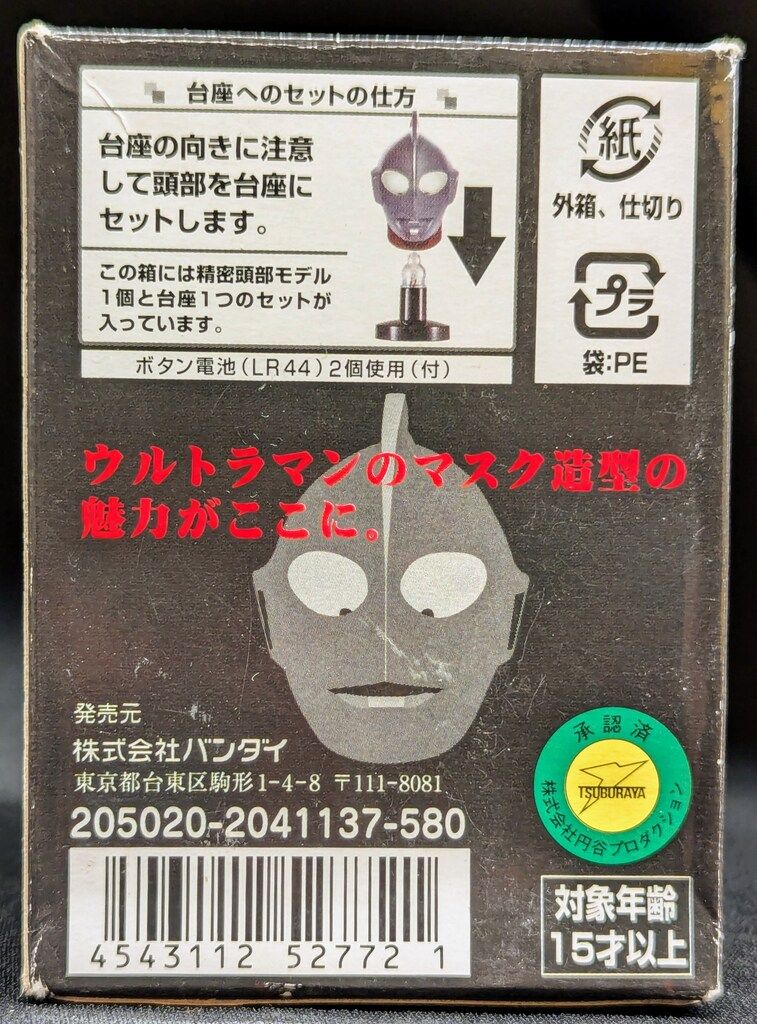 台座へのセットの仕方
台座の向きに注意
して頭部を台座に
セットします。
この箱には精密頭部モデル
1個と台座1つのセットが
入っています。
ボタン電池（LR44）2個使用（付）
紙
外箱、仕切り
プラ
袋:PE
ウルトラマンのマスク造型の
魅力がここに。
発売元
株式会社バンダイ
東京都台東区駒形1-4-8 〒111-8081
205020-2041137-580
4543112 52772 1
承認済
TSUBURAYA
株式会社円谷プロダクション
対象年齢
15才以上